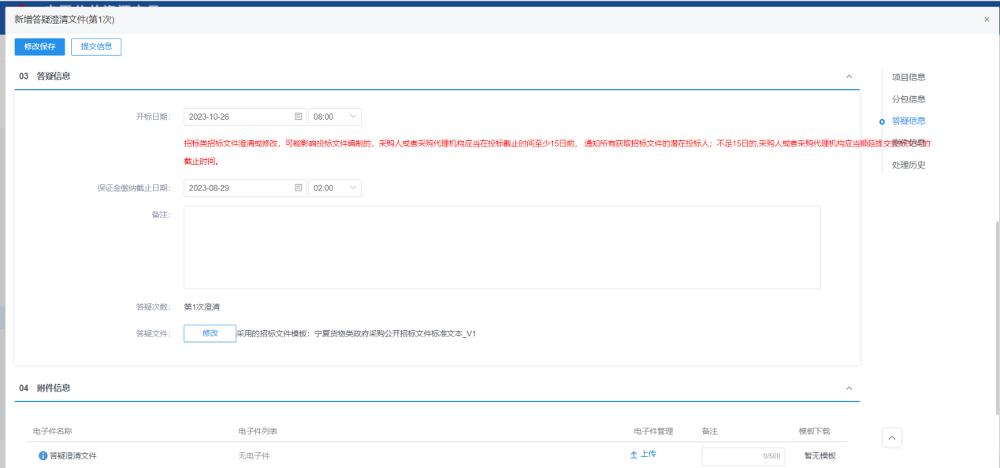 新增答疑澄清文件(第1次)
×
修改保存 提交信息
03 答疑信息
开标日期: 2023-10-26 08:00
招标类招标文件澄清或修改，可能影响投标文件编制的，采购人或者采购代理机构应当在投标截止时间至少15日前， 通知所有获取招标文件的潜在投标人；不足15日的,采购人或者采购代理机构应当顺延提交投标文件的
截止时间。
保证金缴纳截止日期: 2023-08-29 02:00
备注:
答疑次数: 第1次澄清
答疑文件: 修改 采用的招标文件模板：宁夏货物类政府采购公开招标文件标准文本_V1
04 附件信息
电子件名称 电子件列表 电子件管理 备注 模板下载
答疑澄清文件 无电子件 上传 0/500 暂无模板
项目信息
分包信息
答疑信息
附件信息
处理历史